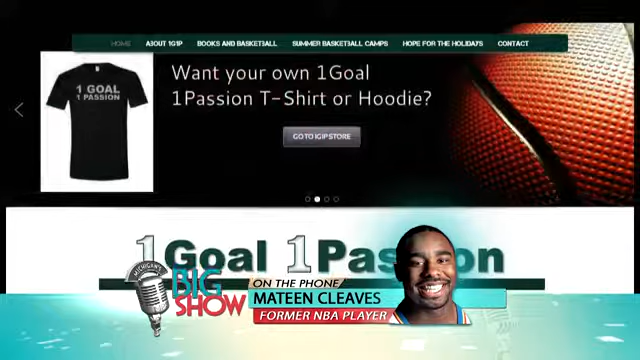 HOME ABOUT 1G1P BOOKS AND BASKETBALL SUMMER BASKETBALL CAMPS HOPE FOR THE HOLIDAYS CONTACT
1 GOAL
1 PASSION
Want your own 1Goal
1Passion T-Shirt or Hoodie?
GO TO 1G1P STORE
1Goal 1Passion
MICHIGAN'S
BIG
SHOW
ON THE PHONE
MATEEN CLEAVES
FORMER NBA PLAYER